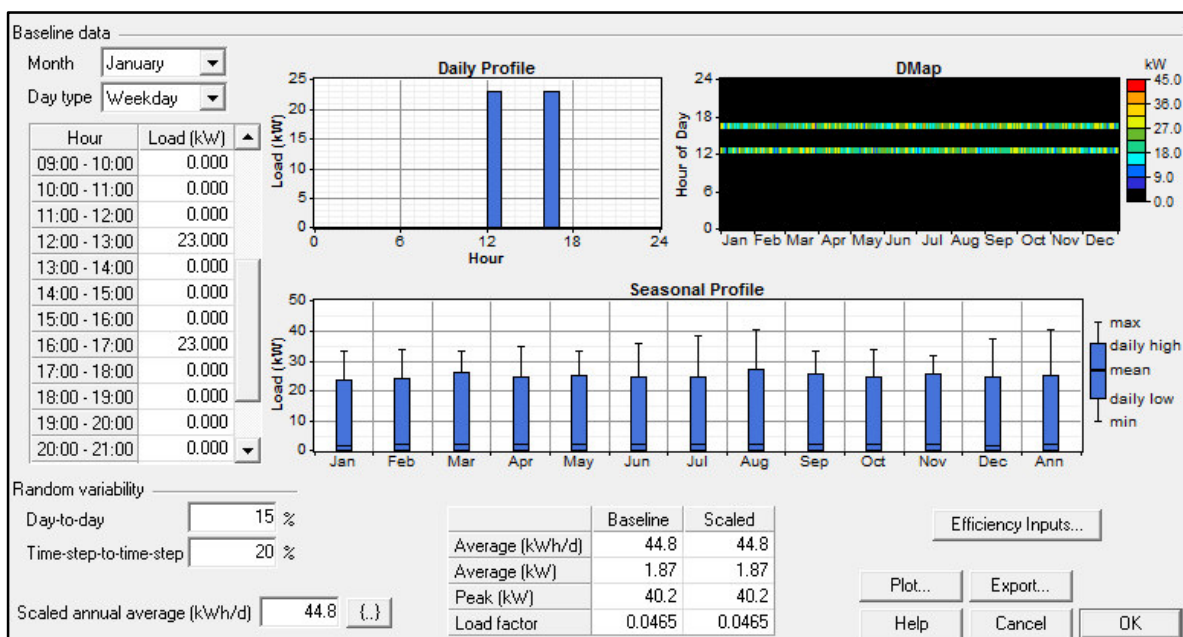 Baseline data
Month January
Day type Weekday
Hour Load (kW)
09:00 - 10:00 0.000
10:00 - 11:00 0.000
11:00 - 12:00 0.000
12:00 - 13:00 23.000
13:00 - 14:00 0.000
14:00 - 15:00 0.000
15:00 - 16:00 0.000
16:00 - 17:00 23.000
17:00 - 18:00 0.000
18:00 - 19:00 0.000
19:00 - 20:00 0.000
20:00 - 21:00 0.000
Daily Profile
Load (kW)
25
20
15
10
5
0
0 6 12 18 24
Hour
DMap
Hour of Day
24
18
12
6
0
Jan Feb Mar Apr May Jun Jul Aug Sep Oct Nov Dec
kW
45.0
36.0
27.0
18.0
9.0
0.0
Seasonal Profile
Load (kW)
50
40
30
20
10
0
Jan Feb Mar Apr May Jun Jul Aug Sep Oct Nov Dec Ann
max
daily high
mean
daily low
min
Random variability
Day-to-day 15 %
Time-step-to-time-step 20 %
Scaled annual average (kWh/d) 44.8 {..}
Baseline Scaled
Average (kWh/d) 44.8 44.8
Average (kW) 1.87 1.87
Peak (kW) 40.2 40.2
Load factor 0.0465 0.0465
Efficiency Inputs...
Plot... Export...
Help Cancel OK